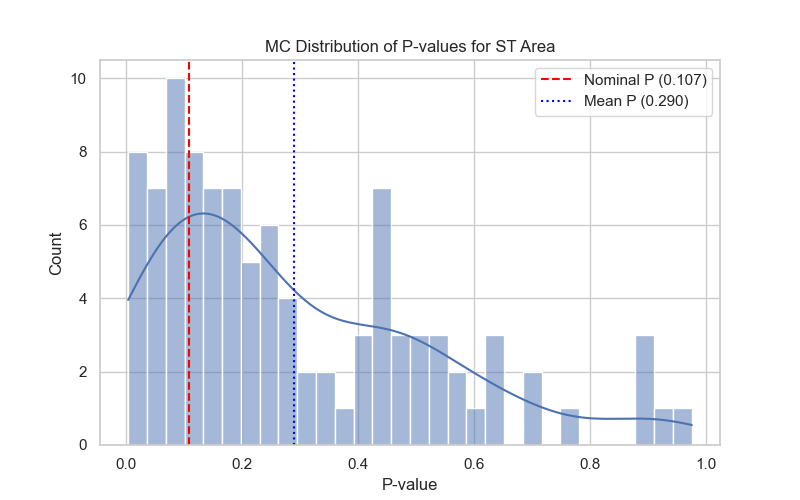 MC Distribution of P-values for ST Area
Nominal P (0.107)
Mean P (0.290)
Count
10
8
6
4
2
0
0.0 0.2 0.4 0.6 0.8 1.0
P-value